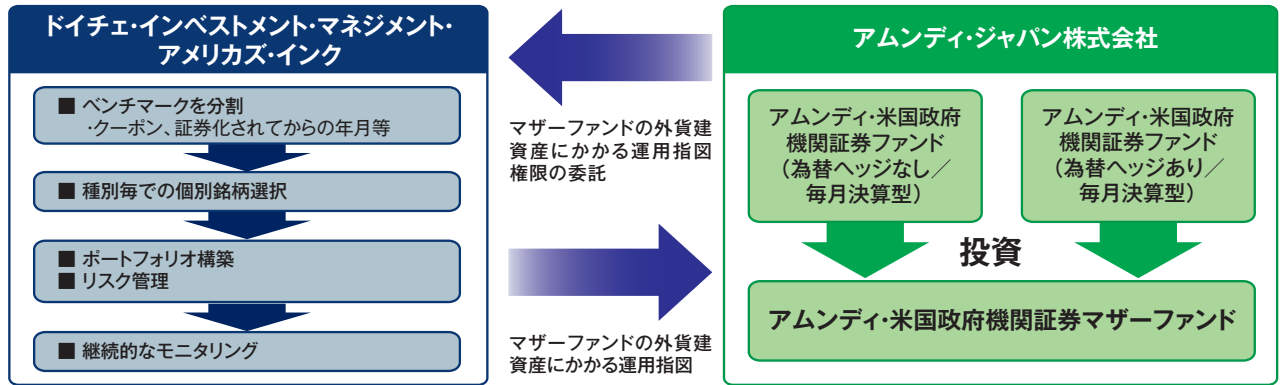 ドイチェ・インベストメント・マネジメント・
アメリカズ・インク
■ ベンチマークを分割
・クーポン、証券化されてからの年月等
■ 種別毎での個別銘柄選択
■ ポートフォリオ構築
■ リスク管理
■ 継続的なモニタリング
マザーファンドの外貨建
資産にかかる運用指図
権限の委託
マザーファンドの外貨建
資産にかかる運用指図
アムンディ・ジャパン株式会社
アムンディ・米国政府
機関証券ファンド
(為替ヘッジなし/
毎月決算型)
アムンディ・米国政府
機関証券ファンド
(為替ヘッジあり/
毎月決算型)
投資
アムンディ・米国政府機関証券マザーファンド